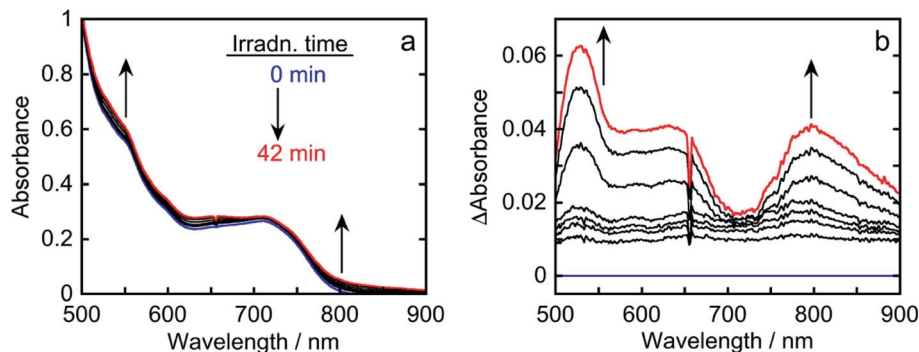 a
Irradn. time
0 min
42 min
1
0.8
0.6
0.4
0.2
0
Absorbance
500 600 700 800 900
Wavelength / nm
b
0.06
0.04
0.02
0
ΔAbsorbance
500 600 700 800 900
Wavelength / nm